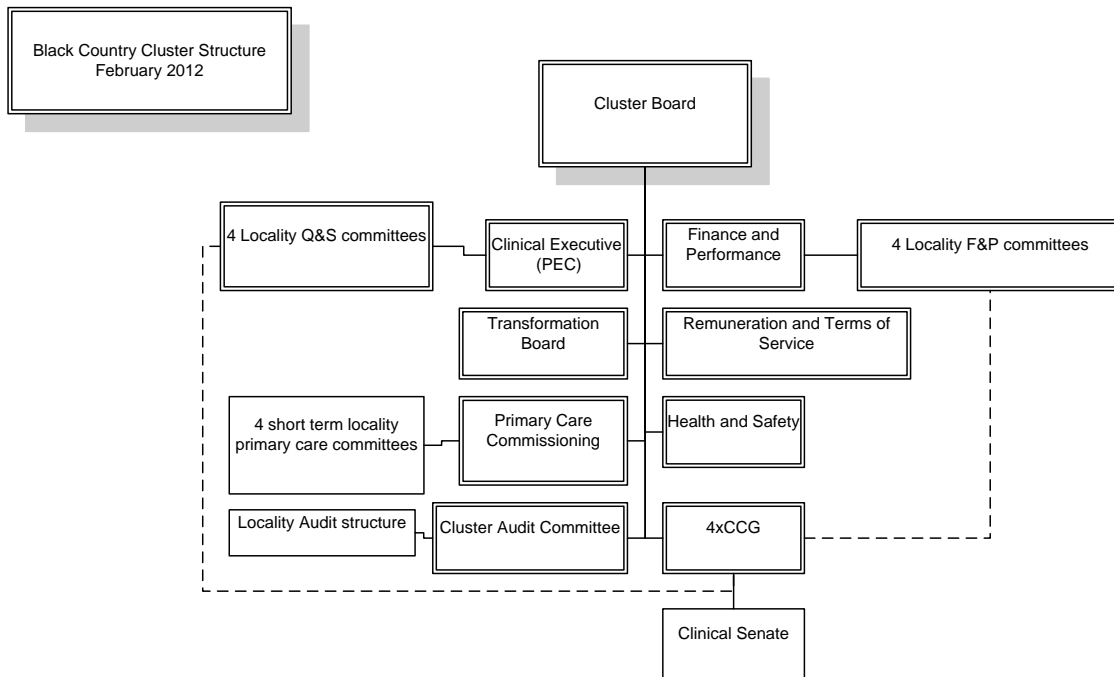 Black Country Cluster Structure
February 2012
Cluster Board
4 Locality Q&S committees
Clinical Executive
(PEC)
Finance and
Performance
4 Locality F&P committees
Transformation
Board
Remuneration and Terms of
Service
4 short term locality
primary care committees
Primary Care
Commissioning
Health and Safety
Locality Audit structure
Cluster Audit Committee
4xCCG
Clinical Senate